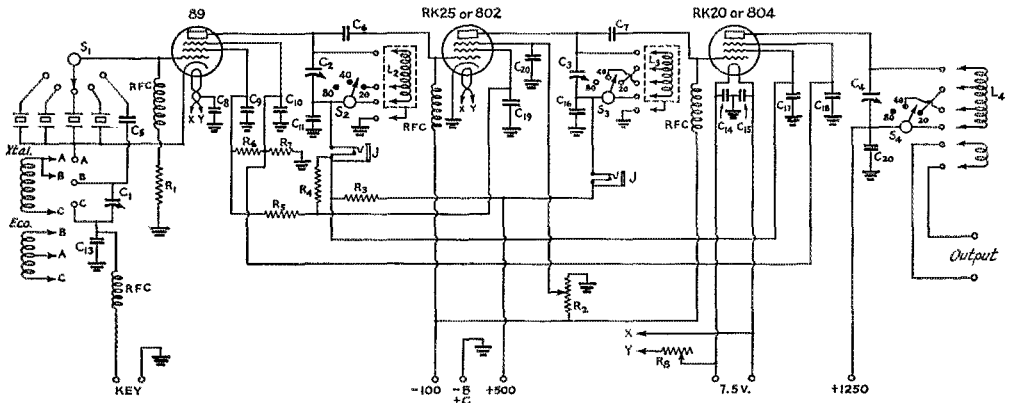 89
RK25 or 802
RK20 or 804
S1
RFC
C5
Xtal.
A
B
C
A
B
C
C1
Eco.
B
A
C
C13
RFC
KEY
R1
X Y
C8
C9
C10
R6
R7
R5
R4
R3
C2
C11
80
40
20
S2
L2
C6
J
RFC
X Y
C20
C19
C3
C16
80
40
20
S3
C7
J
RFC
R2
C14
C15
C17
C18
C4
80
40
20
S4
L4
C20
Output
X
Y
R8
-100
-B
+C
+500
7.5 V.
+1250